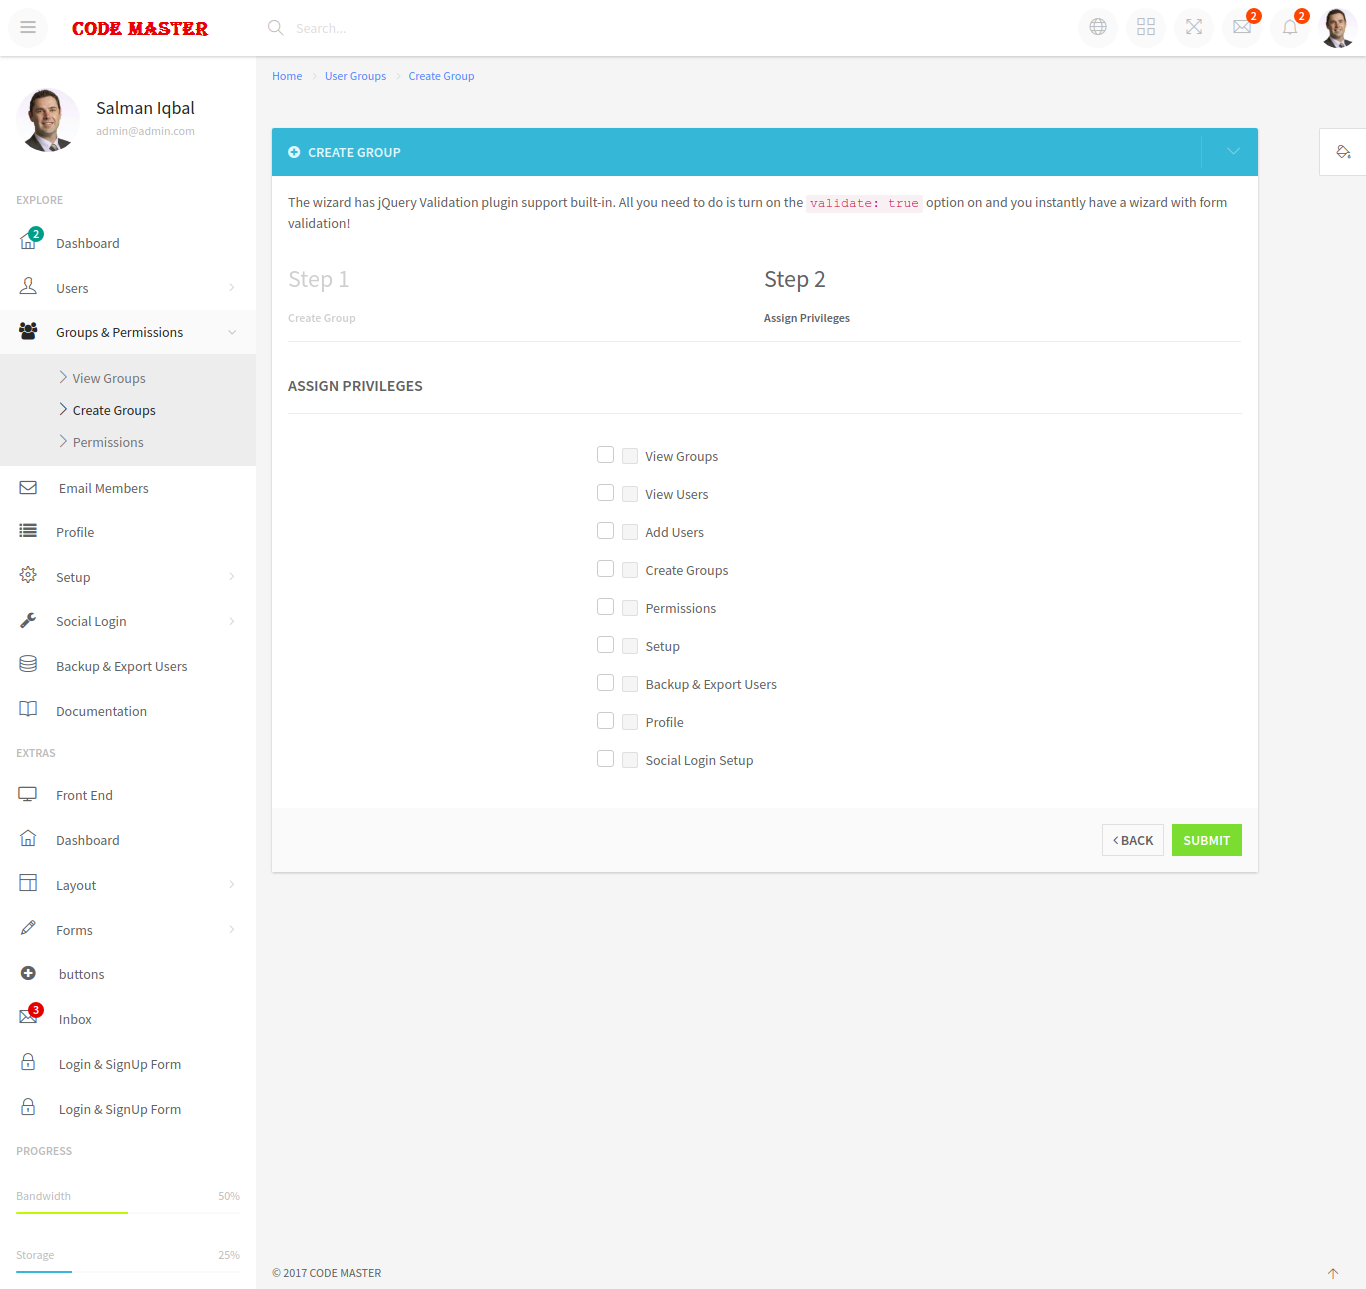 CODE MASTER
Search...
2
2
Salman Iqbal
admin@admin.com
EXPLORE
2
Dashboard
Users
Groups & Permissions
View Groups
Create Groups
Permissions
Email Members
Profile
Setup
Social Login
Backup & Export Users
Documentation
EXTRAS
Front End
Dashboard
Layout
Forms
buttons
3
Inbox
Login & SignUp Form
Login & SignUp Form
PROGRESS
Bandwidth 50%
Storage 25%
Home User Groups Create Group
CREATE GROUP
The wizard has jQuery Validation plugin support built-in. All you need to do is turn on the validate: true option on and you instantly have a wizard with form
validation!
Step 1 Step 2
Create Group Assign Privileges
ASSIGN PRIVILEGES
View Groups
View Users
Add Users
Create Groups
Permissions
Setup
Backup & Export Users
Profile
Social Login Setup
BACK SUBMIT
© 2017 CODE MASTER